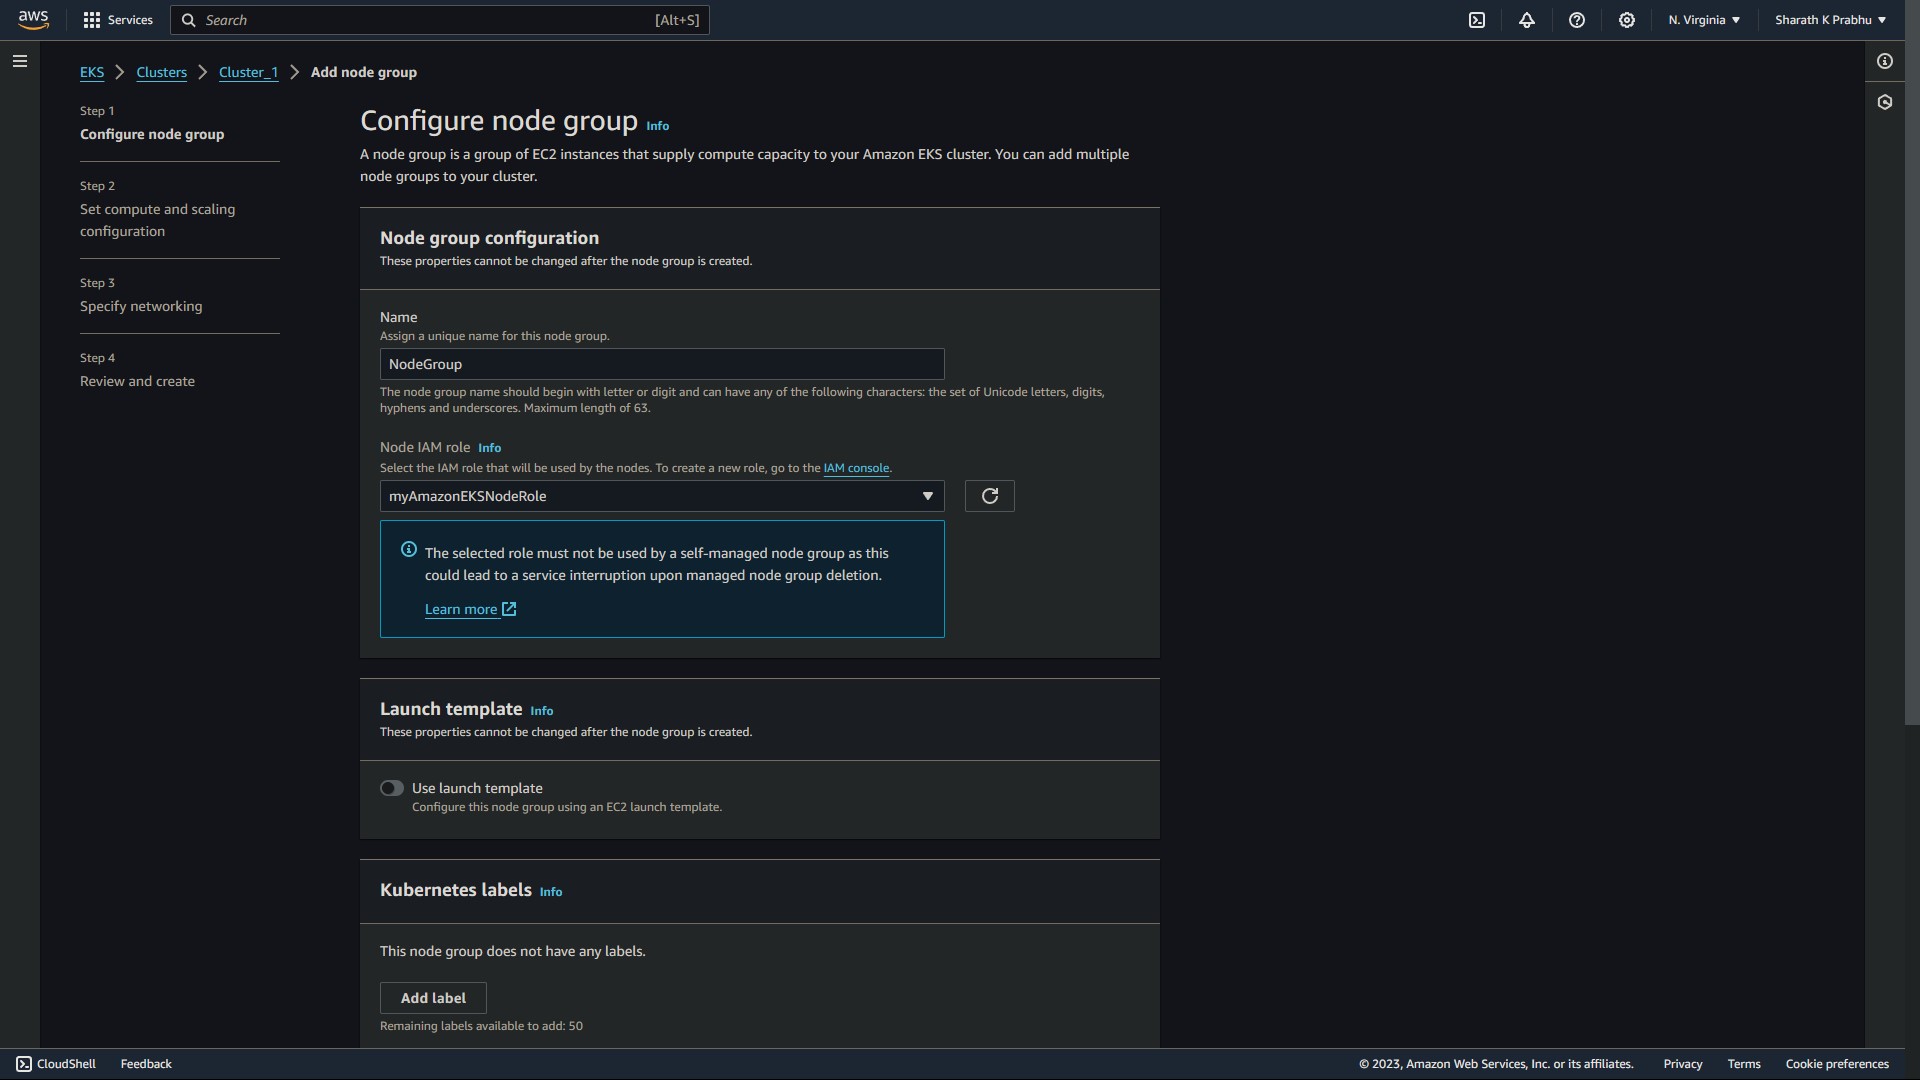 aws
Services
Search [Alt+S]
N. Virginia
Sharath K Prabhu
EKS Clusters Cluster_1 Add node group
Step 1
Configure node group
Step 2
Set compute and scaling
configuration
Step 3
Specify networking
Step 4
Review and create
Configure node group Info
A node group is a group of EC2 instances that supply compute capacity to your Amazon EKS cluster. You can add multiple
node groups to your cluster.
Node group configuration
These properties cannot be changed after the node group is created.
Name
Assign a unique name for this node group.
NodeGroup
The node group name should begin with letter or digit and can have any of the following characters: the set of Unicode letters, digits,
hyphens and underscores. Maximum length of 63.
Node IAM role Info
Select the IAM role that will be used by the nodes. To create a new role, go to the IAM console.
myAmazonEKSNodeRole
The selected role must not be used by a self-managed node group as this
could lead to a service interruption upon managed node group deletion.
Learn more
Launch template Info
These properties cannot be changed after the node group is created.
Use launch template
Configure this node group using an EC2 launch template.
Kubernetes labels Info
This node group does not have any labels.
Add label
Remaining labels available to add: 50
CloudShell Feedback
© 2023, Amazon Web Services, Inc. or its affiliates. Privacy Terms Cookie preferences